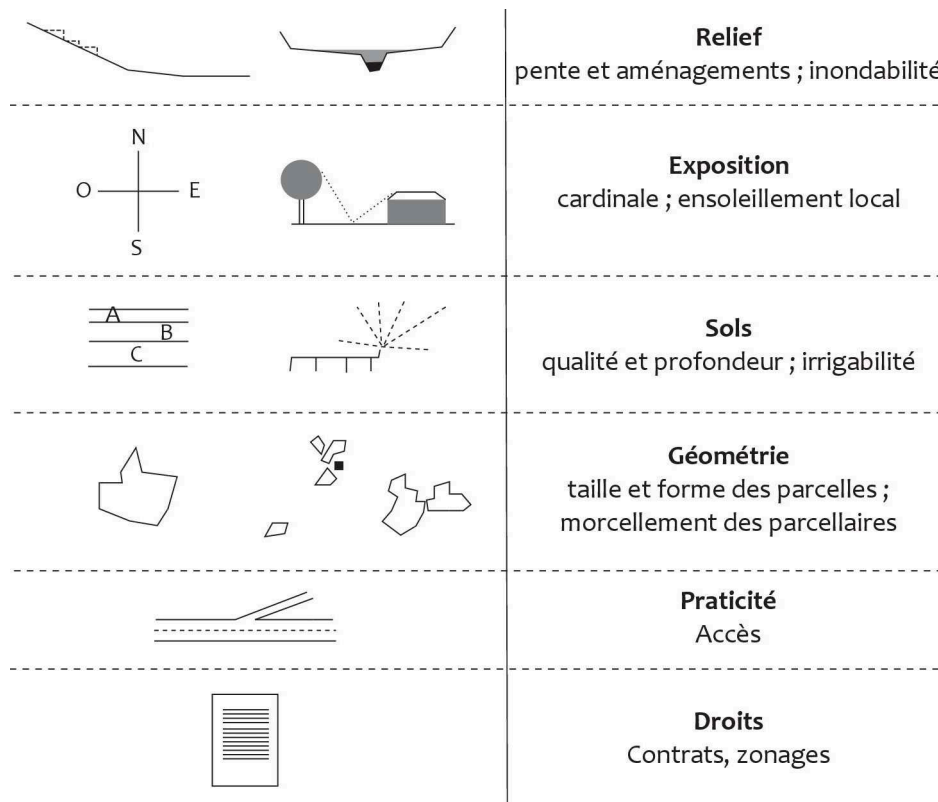 Relief
pente et aménagements ; inondabilité
N
O
E
S
Exposition
cardinale ; ensoleillement local
A
B
C
Sols
qualité et profondeur ; irrigabilité
Géométrie
taille et forme des parcelles ;
morcellement des parcellaires
Praticité
Accès
Droits
Contrats, zonages